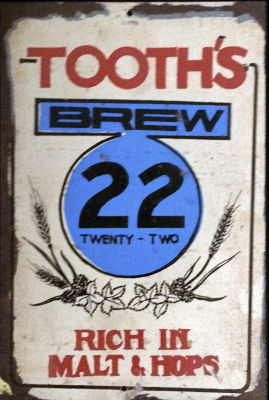 TOOTH'S
BREW
22
TWENTY - TWO
RICH IN
MALT & HOPS